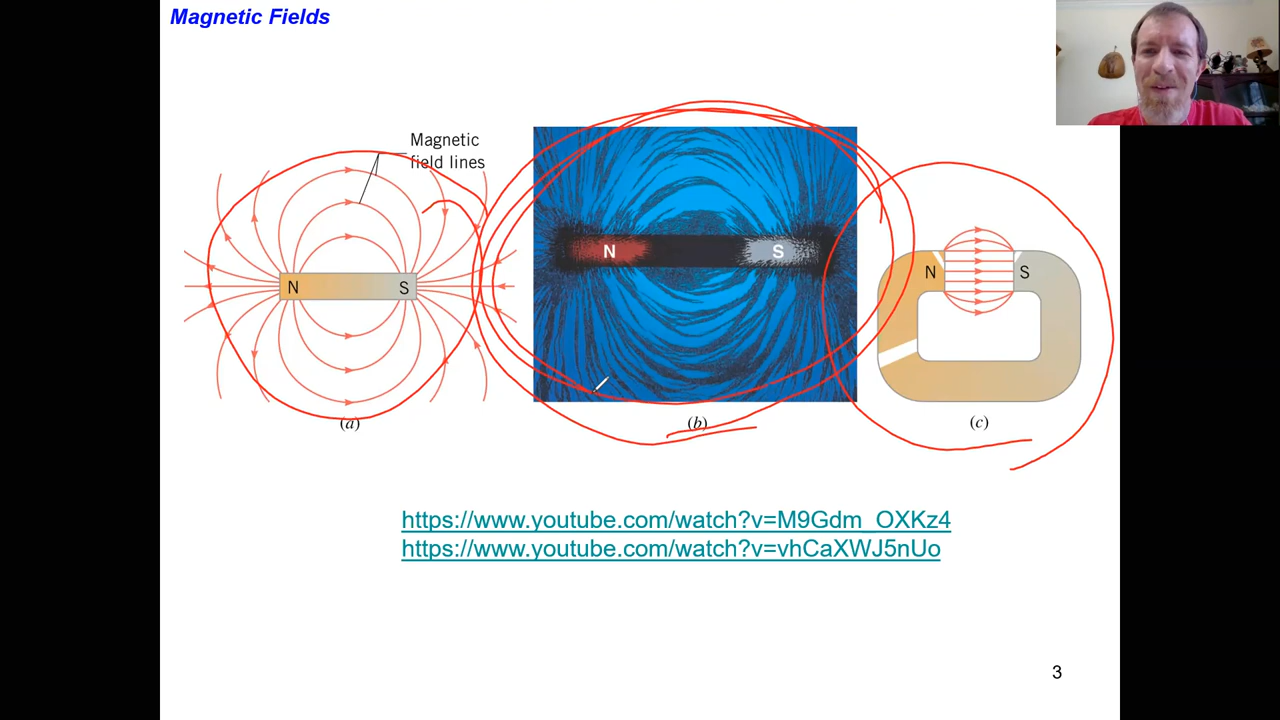 Magnetic Fields
Magnetic
field lines
N
S
N
S
N
S
(a)
(b)
(c)
https://www.youtube.com/watch?v=M9Gdm_OXKz4
https://www.youtube.com/watch?v=vhCaXWJ5nUo
3